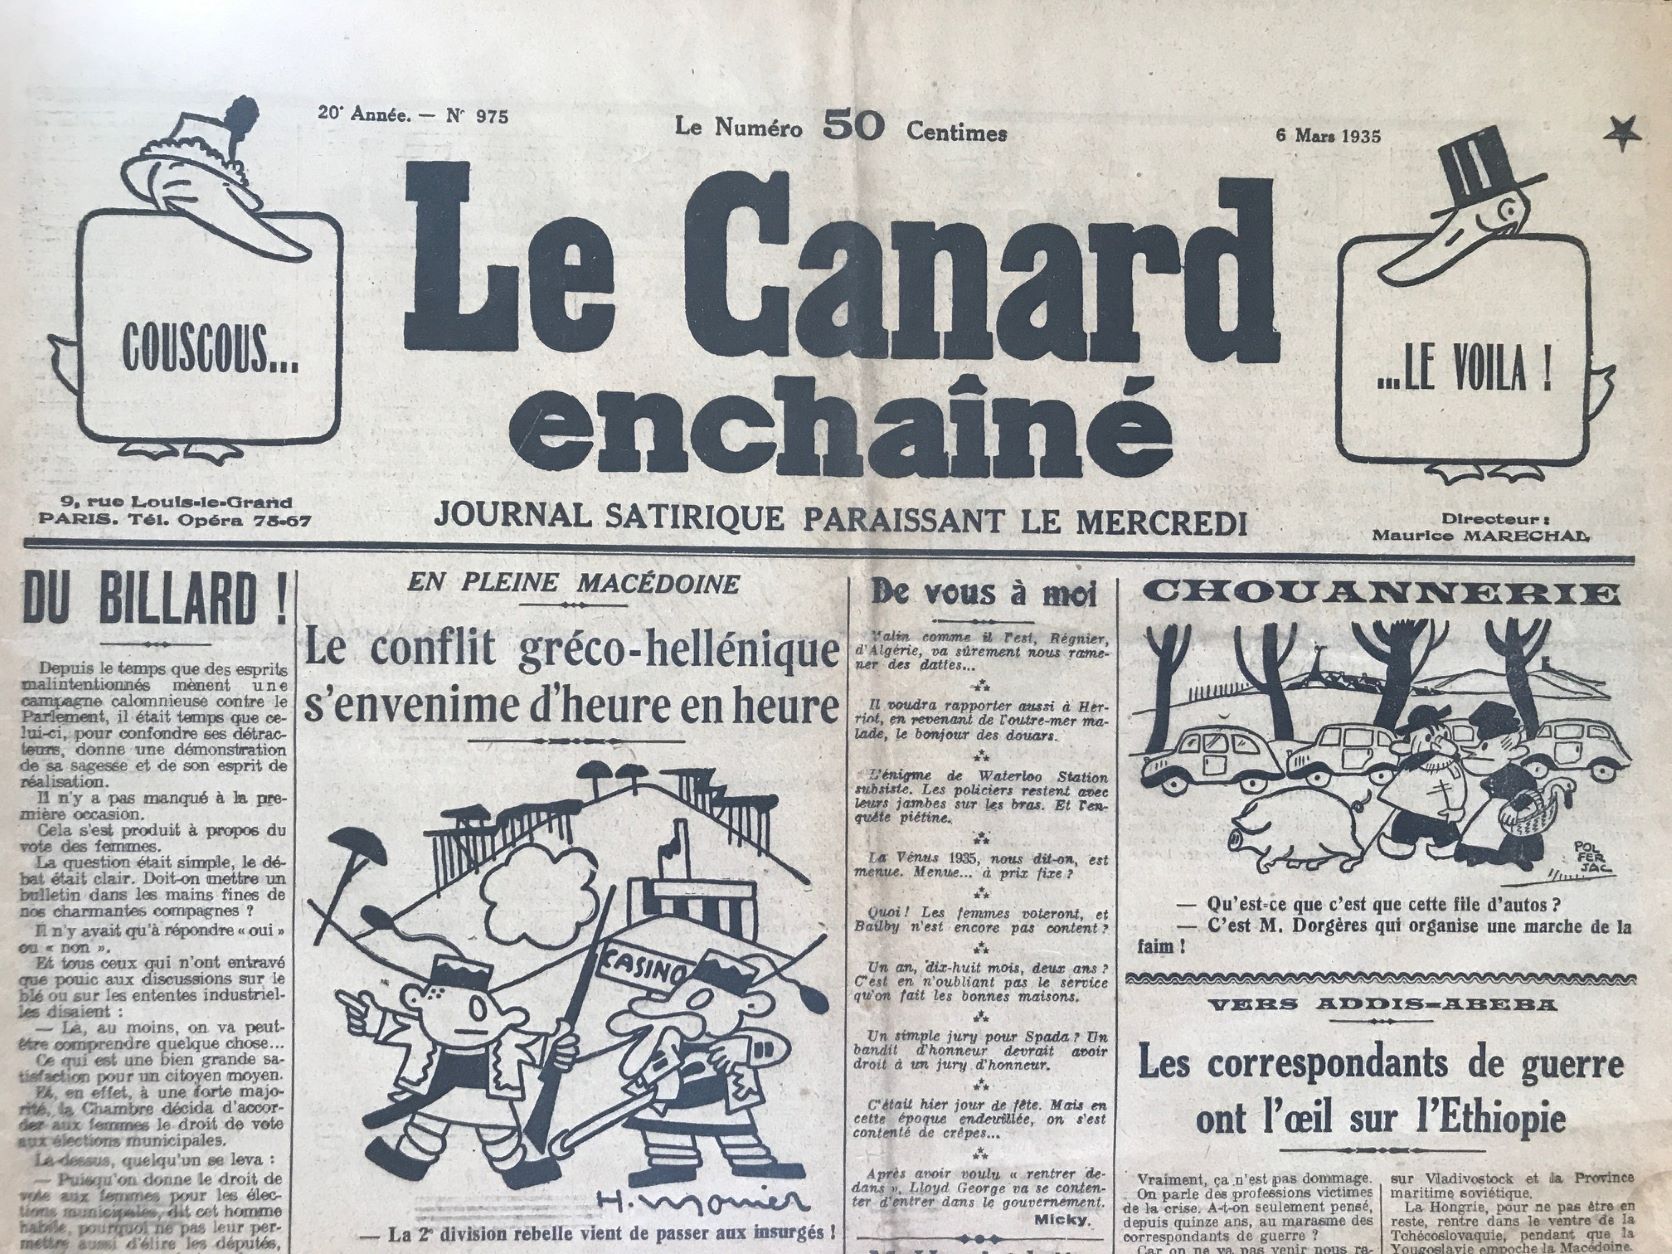 20e Année. — No 975
Le Numéro 50 Centimes
6 Mars 1935
COUSCOUS...
Le Canard
enchaîné
...LE VOILA !
9, rue Louis-le-Grand
PARIS. Tél. Opéra 75-67
JOURNAL SATIRIQUE PARAISSANT LE MERCREDI
Directeur :
Maurice MARECHAL
DU BILLARD !
Depuis le temps que des esprits
malintentionnés mènent une
campagne calomnieuse contre le
Parlement, il était temps que ce-
lui-ci, pour confondre ses détrac-
teurs, donne une démonstration
de sa sagesse et de son esprit de
réalisation.
Il n'y a pas manqué à la pre-
mière occasion.
Cela s'est produit à propos du
vote des femmes.
La question était simple, le dé-
bat était clair. Doit-on mettre un
bulletin dans les mains fines de
nos charmantes compagnes ?
Il n'y avait qu'à répondre « oui »
ou « non ».
Et tous ceux qui n'ont entravé
que pouic aux discussions sur le
blé ou sur les ententes industriel-
les disaient :
— Là, au moins, on va peut-
être comprendre quelque chose...
Ce qui est une bien grande sa-
tisfaction pour un citoyen moyen.
Et, en effet, à une forte majo-
rité, la Chambre décida d'accor-
der aux femmes le droit de vote
aux élections municipales.
Là-dessus, quelqu'un se leva :
— Puisqu'on donne le droit de
vote aux femmes pour les élec-
tions municipales, dit cet homme
habile, pourquoi ne pas leur per-
mettre aussi d'élire les députés,
EN PLEINE MACÉDOINE
Le conflit gréco-hellénique
s'envenime d'heure en heure
CASINO
H. Monier
— La 2e division rebelle vient de passer aux insurgés !
De vous à moi
Malin comme il l'est, Régnier,
d'Algérie, va sûrement nous rame-
ner des dattes...
Il voudra rapporter aussi à Her-
riot, en revenant de l'outre-mer ma-
lade, le bonjour des douars.
L'énigme de Waterloo Station
subsiste. Les policiers restent avec
leurs jambes sur les bras. Et l'en-
quête piétine.
La Vénus 1935, nous dit-on, est
menue. Menue... à prix fixe ?
Quoi ! Les femmes voteront, et
Bailby n'est encore pas content ?
Un an, dix-huit mois, deux ans ?
C'est en n'oubliant pas le service
qu'on fait les bonnes maisons.
Un simple jury pour Spada ? Un
bandit d'honneur devrait avoir
droit à un jury d'honneur.
C'était hier jour de fête. Mais en
cette époque endeuillée, on s'est
contenté de crêpes...
Après avoir voulu « rentrer de-
dans », Lloyd George va se conten-
ter d'entrer dans le gouvernement.
Micky.
CHOUANNERIE
POL
FER
JAC
— Qu'est-ce que c'est que cette file d'autos ?
— C'est M. Dorgères qui organise une marche de la
faim !
VERS ADDIS-ABEBA
Les correspondants de guerre
ont l'œil sur l'Ethiopie
Vraiment, ça n'est pas dommage.
On parle des professions victimes
de la crise. A-t-on seulement pensé,
depuis quinze ans, au marasme des
correspondants de guerre ?
Car on ne va pas venir nous ra-
sur Vladivostock et la Province
maritime soviétique.
La Hongrie, pour ne pas être en
reste, rentre dans le ventre de la
Tchécoslovaquie, pendant que la
Yougoslavie empoche la Macédoine.